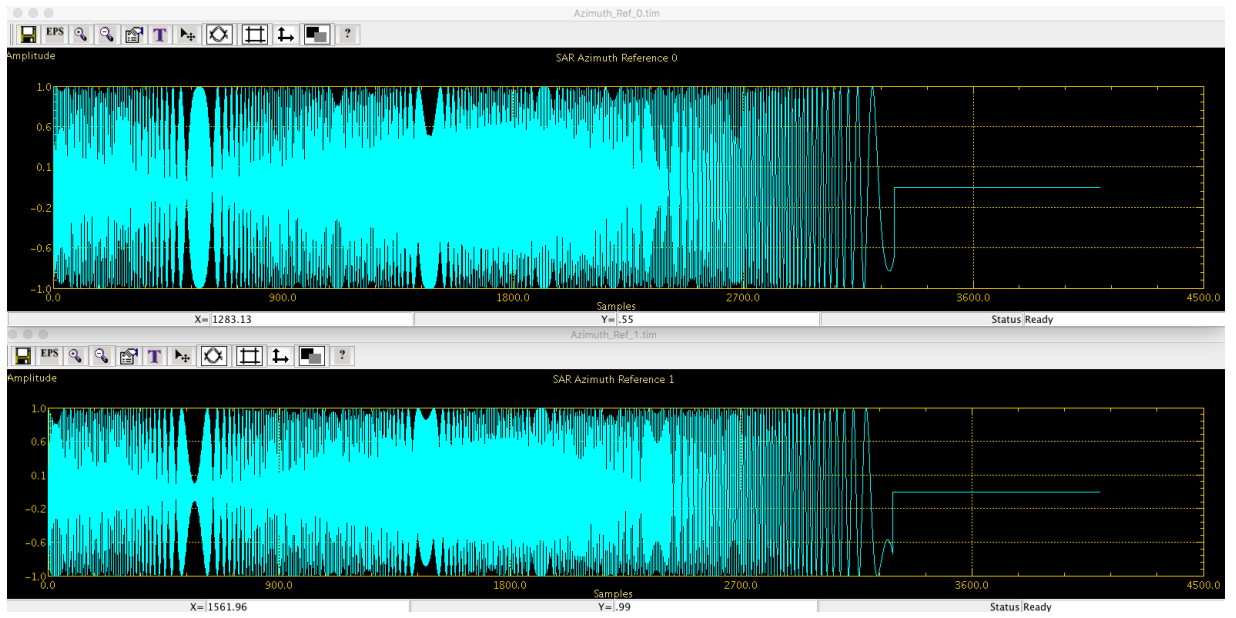 Azimuth_Ref_0.tim
EPS T ?
Amplitude
SAR Azimuth Reference 0
1.0
0.6
0.1
-0.2
-0.6
-1.0
0.0 900.0 1800.0 2700.0 3600.0 4500.0
Samples
X= 1283.13 Y= .55 Status Ready
Azimuth_Ref_1.tim
EPS T ?
Amplitude
SAR Azimuth Reference 1
1.0
0.6
0.1
-0.2
-0.6
-1.0
0.0 900.0 1800.0 2700.0 3600.0 4500.0
Samples
X= 1561.96 Y= .99 Status Ready